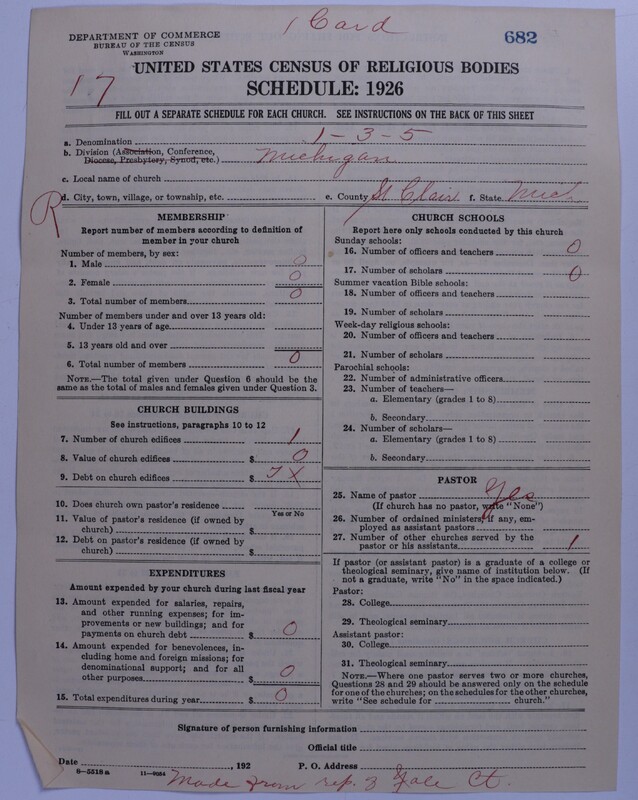 1 Card
682
DEPARTMENT OF COMMERCE
BUREAU OF THE CENSUS
WASHINGTON
17
UNITED STATES CENSUS OF RELIGIOUS BODIES
SCHEDULE: 1926
FILL OUT A SEPARATE SCHEDULE FOR EACH CHURCH. SEE INSTRUCTIONS ON THE BACK OF THIS SHEET
a. Denomination 1-3-5
b. Division (Association, Conference, Diocese, Presbytery, Synod, etc.) Michigan
c. Local name of church
R
d. City, town, village, or township, etc. e. County St Clair f. State Mich
MEMBERSHIP
Report number of members according to definition of
member in your church
Number of members, by sex:
1. Male 0
2. Female 0
3. Total number of members 0
Number of members under and over 13 years old:
4. Under 13 years of age
5. 13 years old and over
6. Total number of members 0
NOTE.—The total given under Question 6 should be
same as the total of males and females given under Question 3.
CHURCH BUILDINGS
See instructions, paragraphs 10 to 12
7. Number of church edifices 1
8. Value of church edifices $ 0
9. Debt on church edifices $
10. Does church own pastor's residence
Yes or No
11. Value of pastor's residence (if owned by
church) $
12. Debt on pastor's residence (if owned by
church) $
EXPENDITURES
Amount expended by your church during last fiscal year
13. Amount expended for salaries, repairs,
and other running expenses; for im-
provements or new buildings; and for
payments on church debt $ 0
14. Amount expended for benevolences, in-
cluding home and foreign missions; for
denominational support; and for all
other purposes $ 0
15. Total expenditures during year $ 0
CHURCH SCHOOLS
Report here only schools conducted by this church
Sunday schools:
16. Number of officers and teachers 0
17. Number of scholars 0
Summer vacation Bible schools:
18. Number of officers and teachers
19. Number of scholars
Week-day religious schools:
20. Number of officers and teachers
21. Number of scholars
Parochial schools:
22. Number of administrative officers
23. Number of teachers—
a. Elementary (grades 1 to 8)
b. Secondary
24. Number of scholars—
a. Elementary (grades 1 to 8)
b. Secondary
PASTOR
25. Name of pastor Yes
(If church has no pastor, write "None")
26. Number of ordained ministers, if any, em-
ployed as assistant pastors
27. Number of other churches served by the
pastor or his assistants 1
If pastor (or assistant pastor) is a graduate of a college or
theological seminary, give name of institution below. (If
not a graduate, write "No" in the space indicated.)
Pastor:
28. College
29. Theological seminary
Assistant pastor:
30. College
31. Theological seminary
NOTE.—Where one pastor serves two or more churches,
Questions 28 and 29 should be answered only on the schedule
for one of the churches; on the schedules for the other churches,
write "See schedule for church."
Signature of person furnishing information
Official title
Date , 192 P. O. Address
8-5518a 11-9054
Made from rep. of Yale Ct.